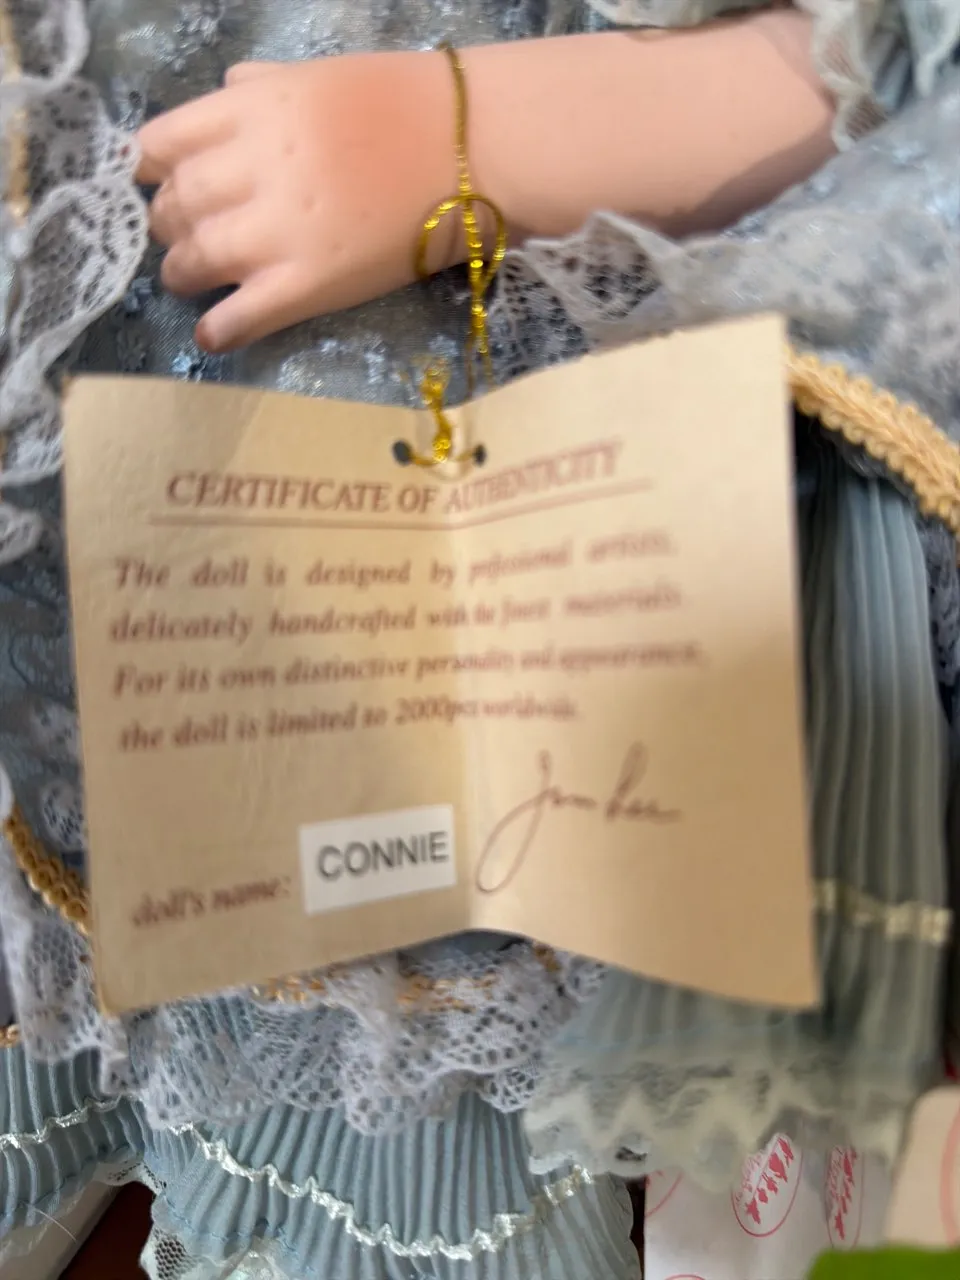 CERTIFICATE OF AUTHENTICITY
The doll is designed by professional artists,
delicately handcrafted with the finest materials.
For its own distinctive personality and appearance,
the doll is limited to 2000pcs worldwide.
doll's name: CONNIE